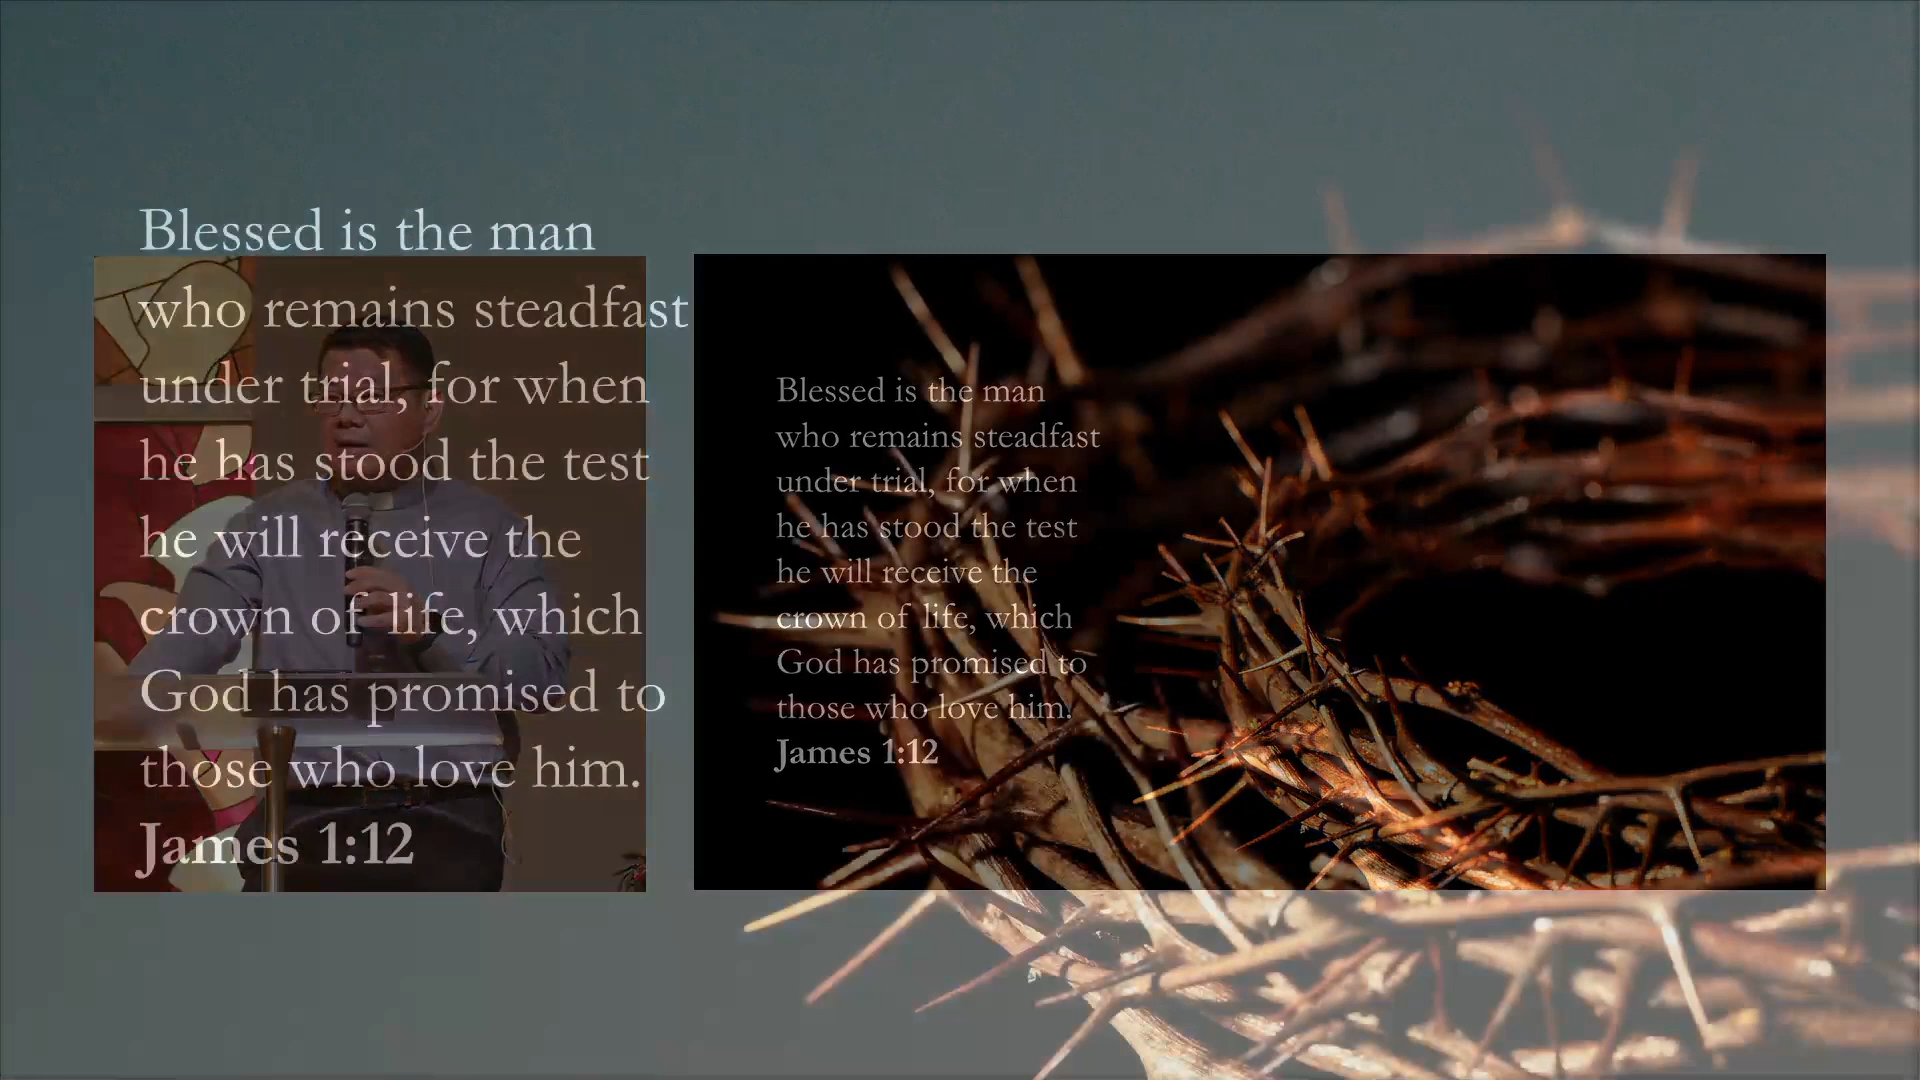 Blessed is the man
who remains steadfast
under trial, for when
he has stood the test
he will receive the
crown of life, which
God has promised to
those who love him.
James 1:12
Blessed is the man
who remains steadfast
under trial, for when
he has stood the test
he will receive the
crown of life, which
God has promised to
those who love him.
James 1:12